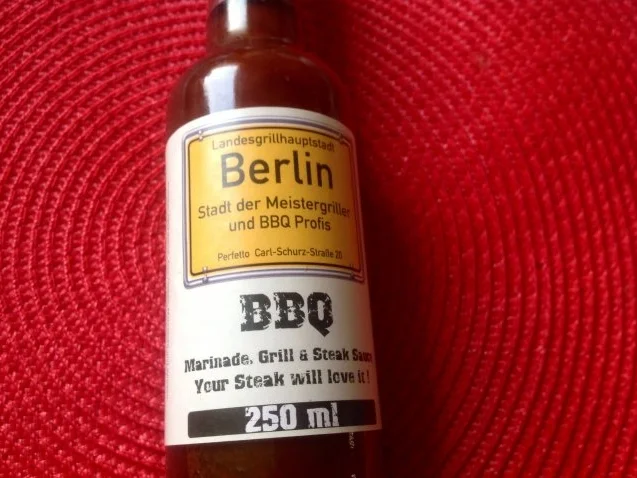 Landesgrillhauptstadt
Berlin
Stadt der Meistergriller
und BBQ Profis
Perfetto Carl-Schurz-Straße 20
BBQ
Marinade, Grill & Steak Sauce
Your Steak will love it !
250 ml